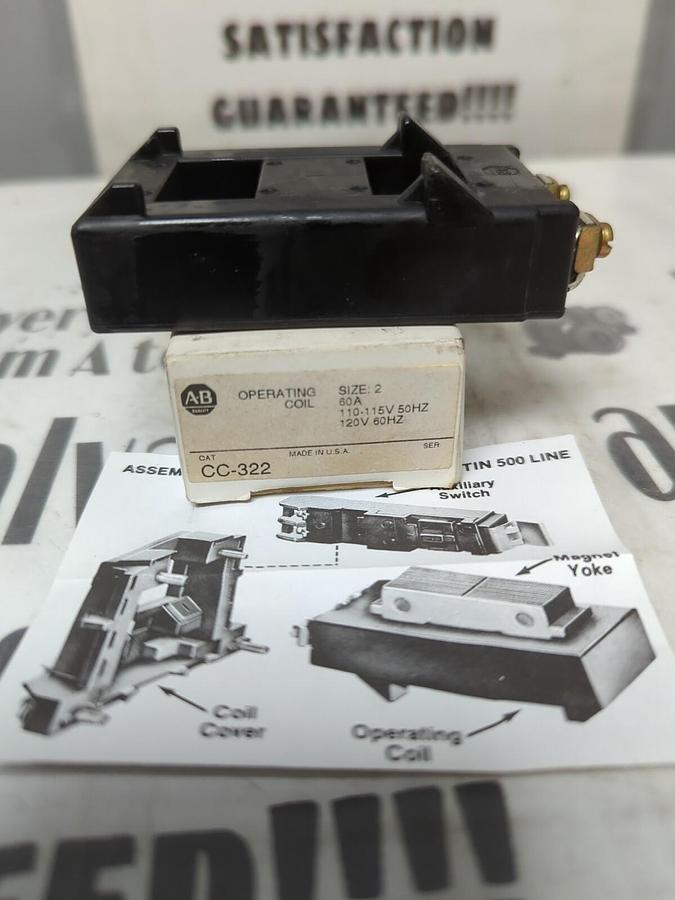 SATISFACTION
GUARANTEED!!!!
A-B
QUALITY
OPERATING
COIL
SIZE: 2
60A
110-115V 50HZ
120V 60HZ
CAT
MADE IN U.S.A.
SER
CC-322
ASSEM
TIN 500 LINE
Auxiliary
Switch
Magnet
Yoke
Coil
Cover
Operating
Coil